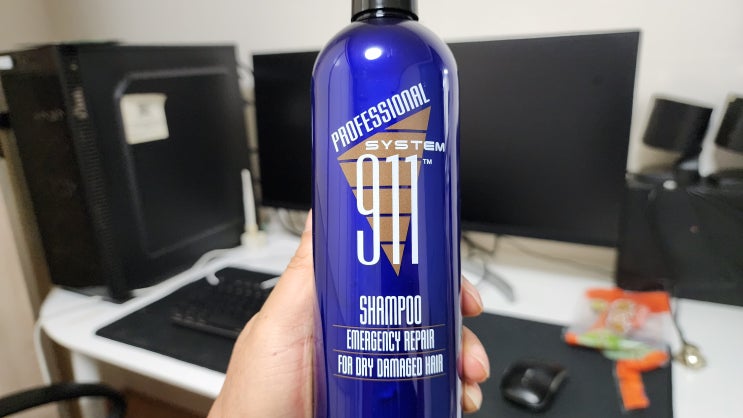 PROFESSIONAL
SYSTEM
911™
SHAMPOO
EMERGENCY REPAIR
FOR DRY DAMAGED HAIR